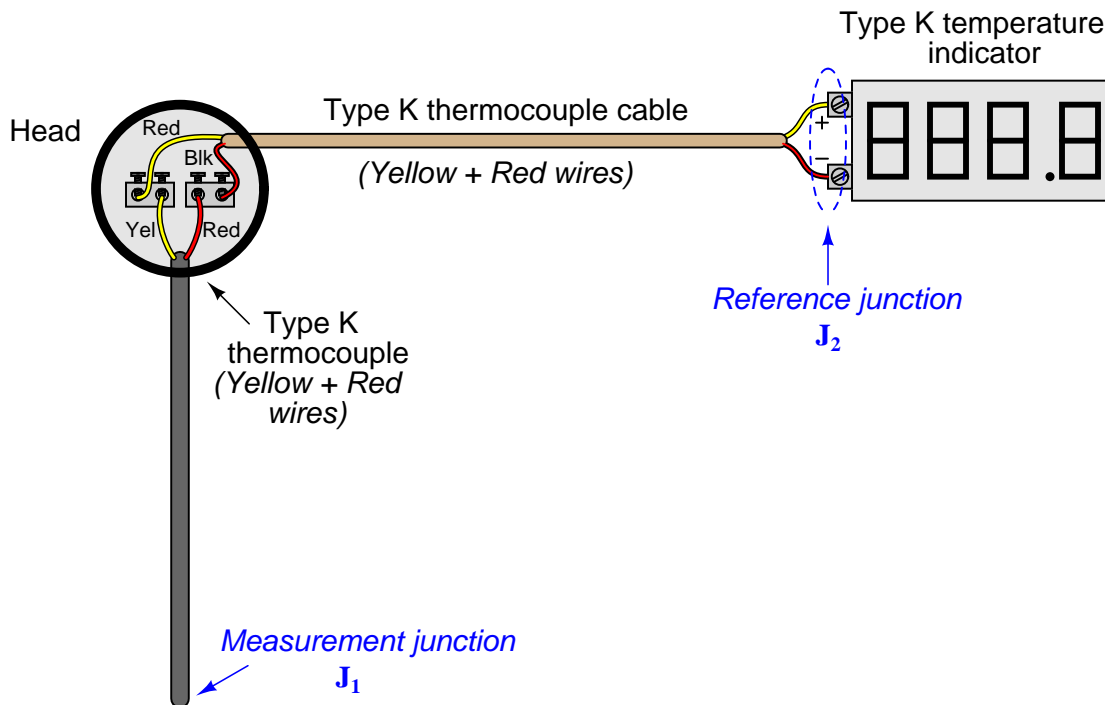 Type K temperature
indicator
Head
Red
Type K thermocouple cable
Blk
(Yellow + Red wires)
+
−
Yel
Red
Reference junction
J2
Type K
thermocouple
(Yellow + Red
wires)
Measurement junction
J1